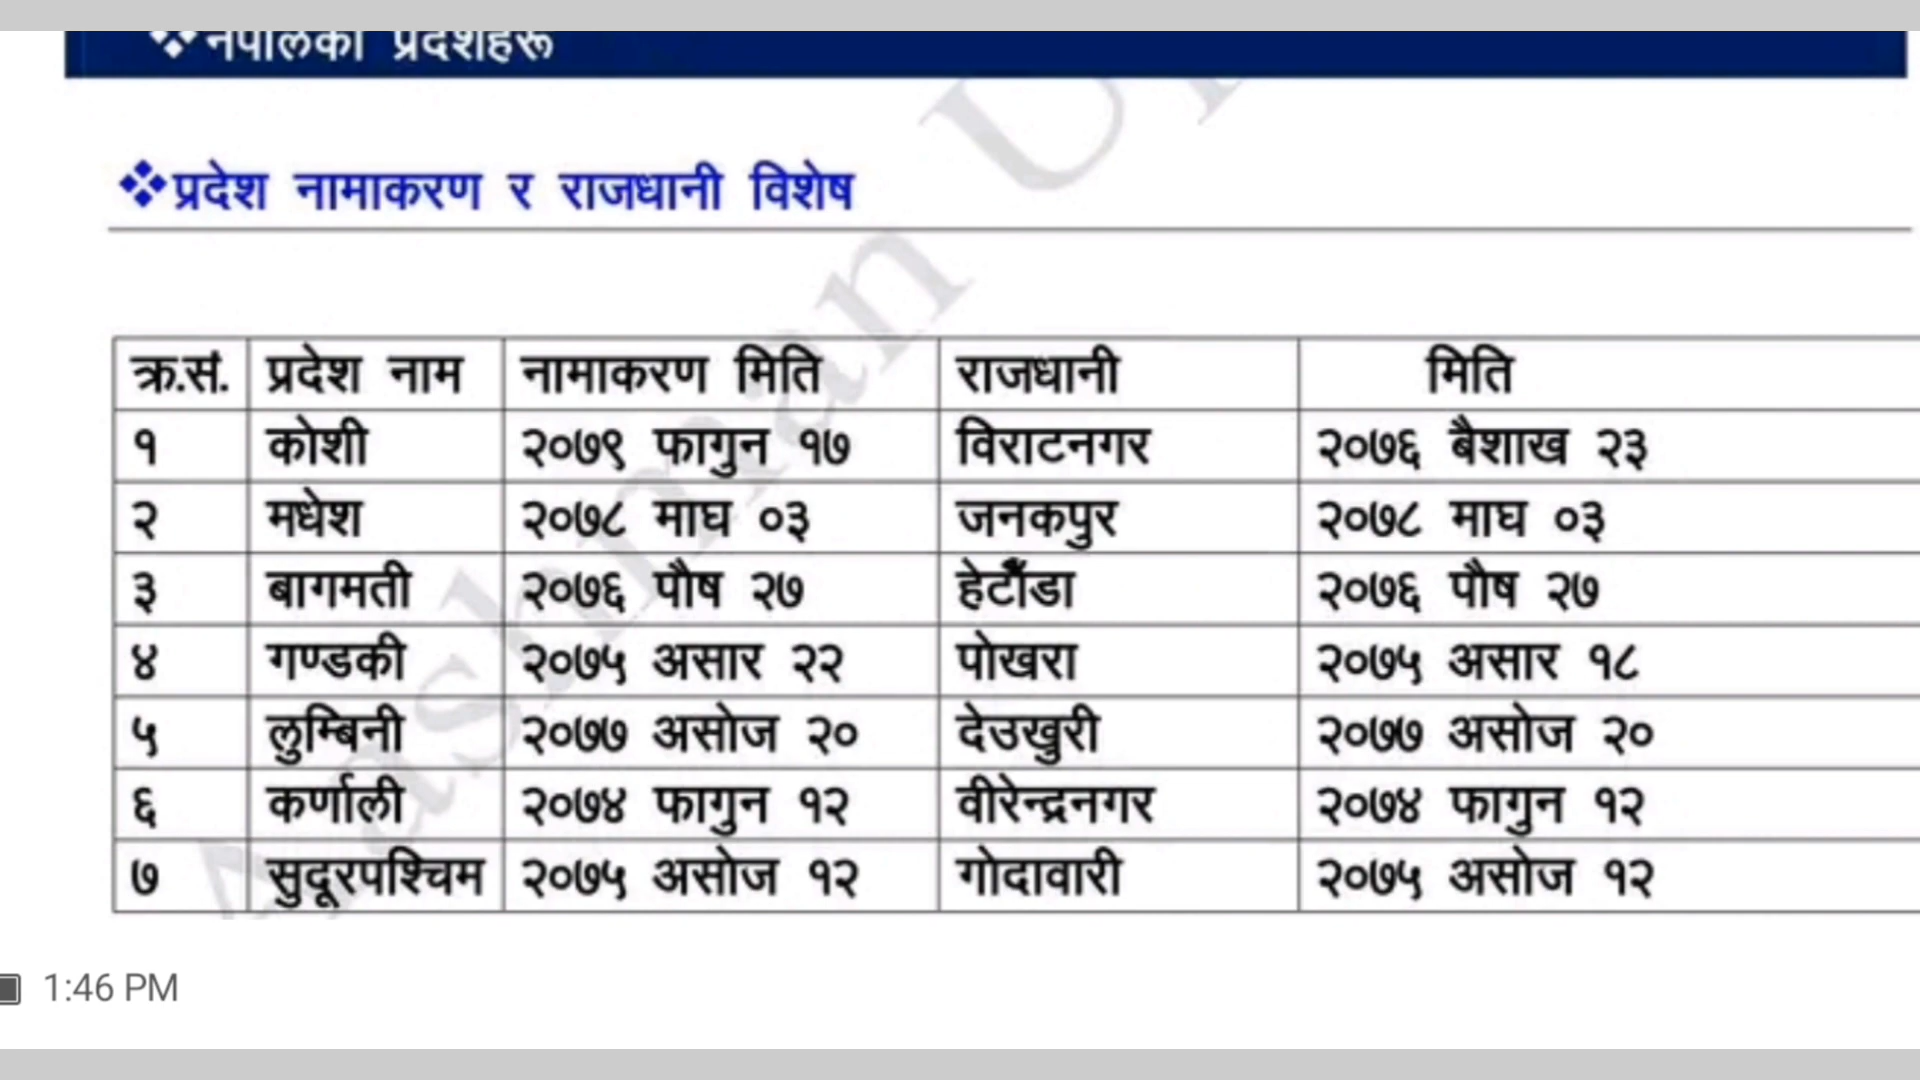 ❖नेपालका प्रदेशहरू
❖प्रदेश नामाकरण र राजधानी विशेष
क्र.सं. प्रदेश नाम नामाकरण मिति राजधानी मिति
१ कोशी २०७९ फागुन १७ विराटनगर २०७६ बैशाख २३
२ मधेश २०७८ माघ ०३ जनकपुर २०७८ माघ ०३
३ बागमती २०७६ पौष २७ हेटौँडा २०७६ पौष २७
४ गण्डकी २०७५ असार २२ पोखरा २०७५ असार १८
५ लुम्बिनी २०७७ असोज २० देउखुरी २०७७ असोज २०
६ कर्णाली २०७४ फागुन १२ वीरेन्द्रनगर २०७४ फागुन १२
७ सुदूरपश्चिम २०७५ असोज १२ गोदावारी २०७५ असोज १२
1:46 PM